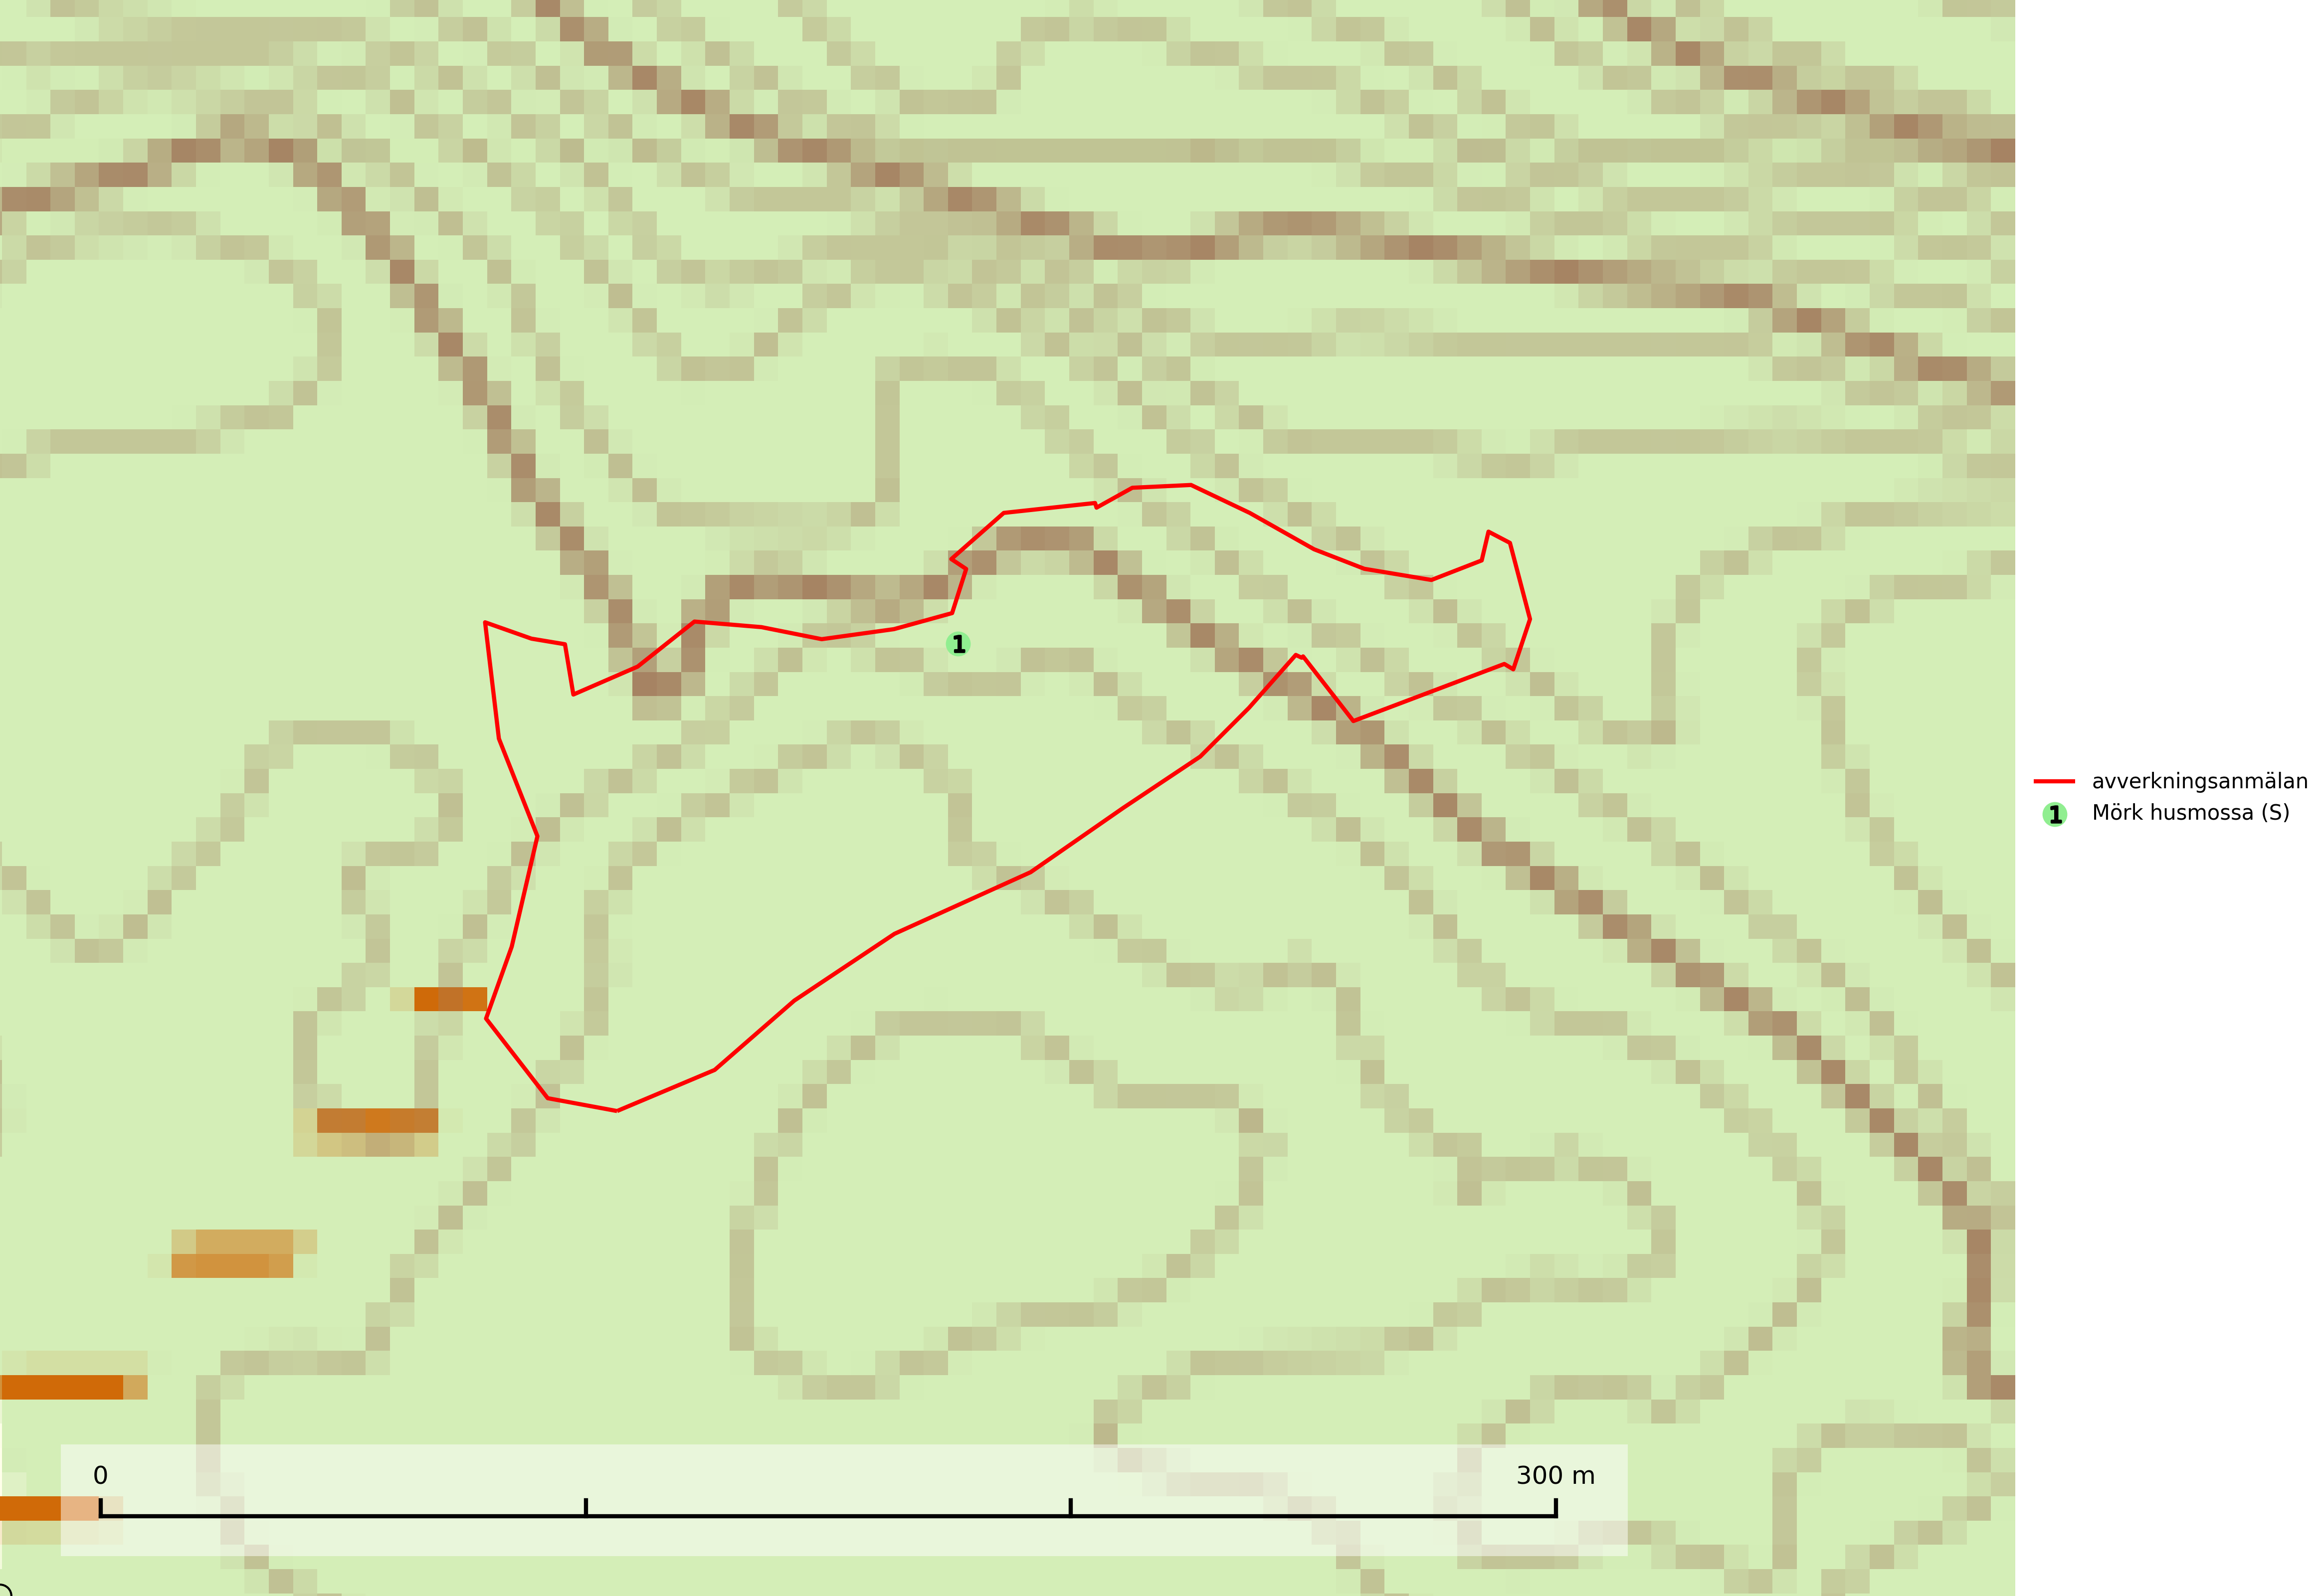 1
avverkningsanmälan
1 Mörk husmossa (S)
0 300 m